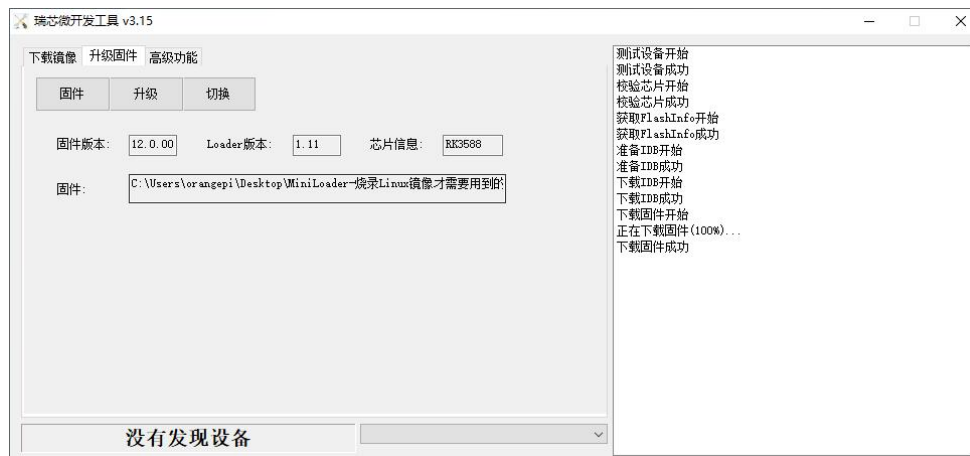 瑞芯微开发工具 v3.15
下载镜像 升级固件 高级功能
固件 升级 切换
固件版本: 12.0.00 Loader版本: 1.11 芯片信息: RK3588
固件: C:\Users\orangepi\Desktop\MiniLoader-烧录Linux镜像才需要用到的
没有发现设备
测试设备开始
测试设备成功
校验芯片开始
校验芯片成功
获取FlashInfo开始
获取FlashInfo成功
准备IDB开始
准备IDB成功
下载IDB开始
下载IDB成功
下载固件开始
正在下载固件(100%)...
下载固件成功